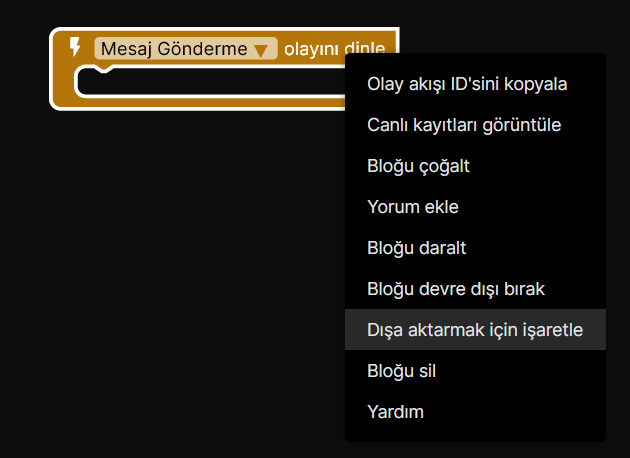 Mesaj Gönderme ▼ olayını dinle
Olay akışı ID'sini kopyala
Canlı kayıtları görüntüle
Bloğu çoğalt
Yorum ekle
Bloğu daralt
Bloğu devre dışı bırak
Dışa aktarmak için işaretle
Bloğu sil
Yardım